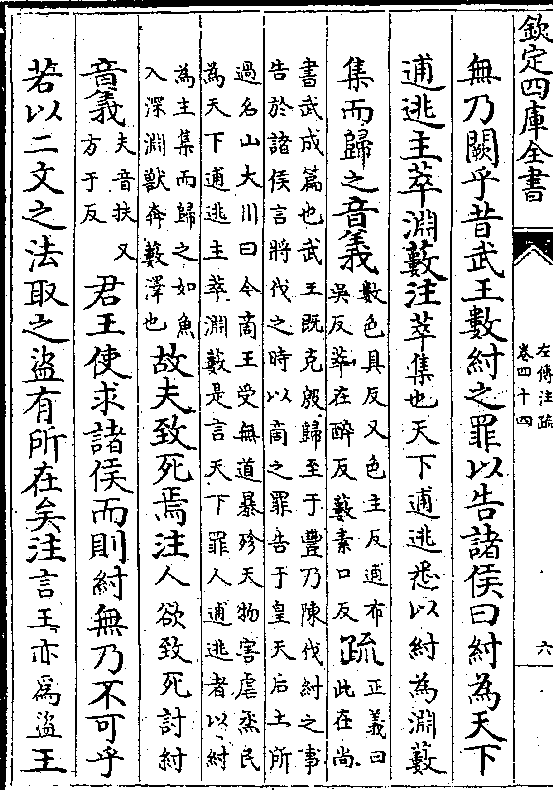 欽定四庫全書
左傳注疏
卷四十四
六
無乃闕乎昔武王數紂之罪以告諸侯曰紂為天下
逋逃主萃淵藪注萃集也天下逋逃悉以紂為淵藪
集而歸之音義數色具反又色主反逋布
吳反萃在醉反藪素口反疏正義曰
此在尚
書武成篇也武王既克殷歸至于豐乃陳伐紂之事
告於諸侯言將伐之時以商之罪告于皇天后土所
過名山大川曰今商王受無道暴殄天物害虐烝民
為天下逋逃主萃淵藪是言天下罪人逋逃者以紂
為主集而歸之如魚
入深淵獸奔藪澤也故夫致死焉注人欲致死討紂
音義夫音扶又
方于反君王使求諸侯而則紂無乃不可乎
若以二文之法取之盜有所在矣注言王亦為盜王